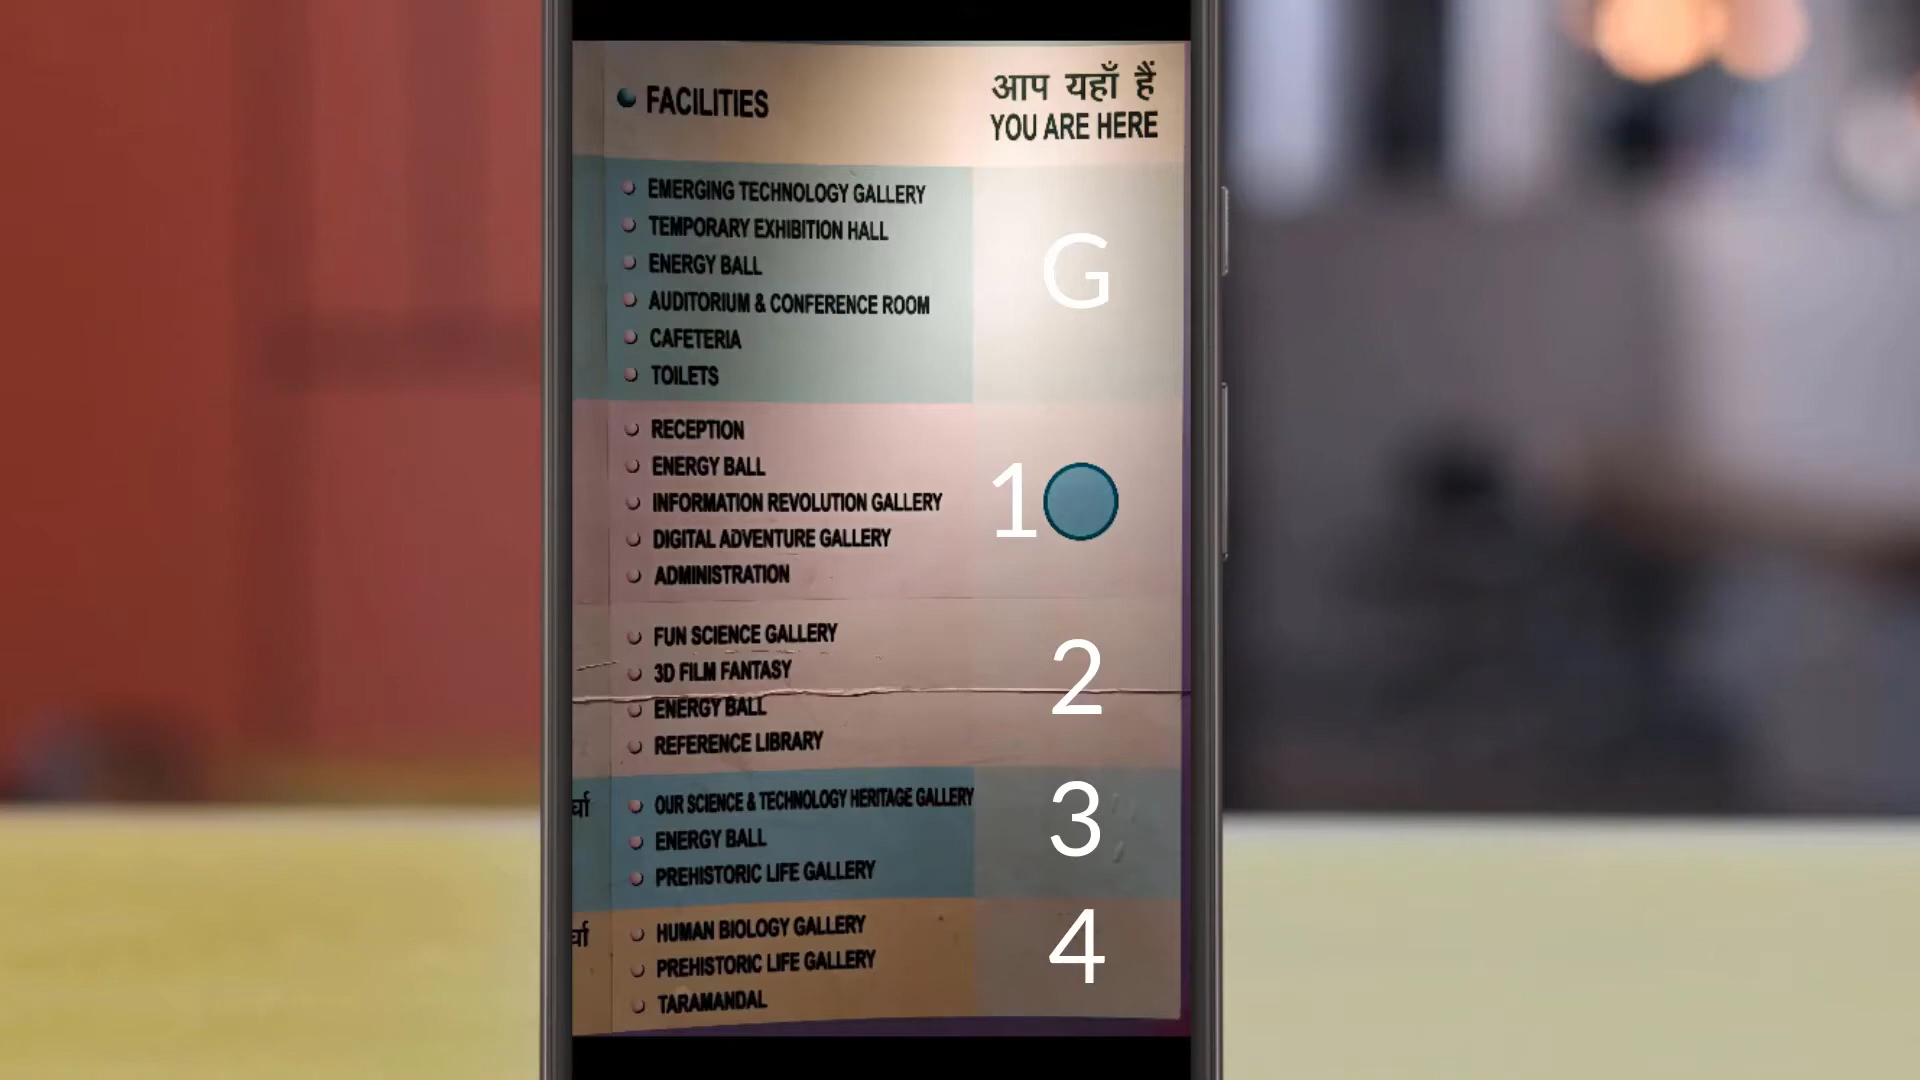 FACILITIES
आप यहाँ हैं
YOU ARE HERE
EMERGING TECHNOLOGY GALLERY
TEMPORARY EXHIBITION HALL
ENERGY BALL
AUDITORIUM & CONFERENCE ROOM
CAFETERIA
TOILETS
G
RECEPTION
ENERGY BALL
INFORMATION REVOLUTION GALLERY
DIGITAL ADVENTURE GALLERY
ADMINISTRATION
1
FUN SCIENCE GALLERY
3D FILM FANTASY
ENERGY BALL
REFERENCE LIBRARY
2
OUR SCIENCE & TECHNOLOGY HERITAGE GALLERY
ENERGY BALL
PREHISTORIC LIFE GALLERY
3
HUMAN BIOLOGY GALLERY
PREHISTORIC LIFE GALLERY
TARAMANDAL
4